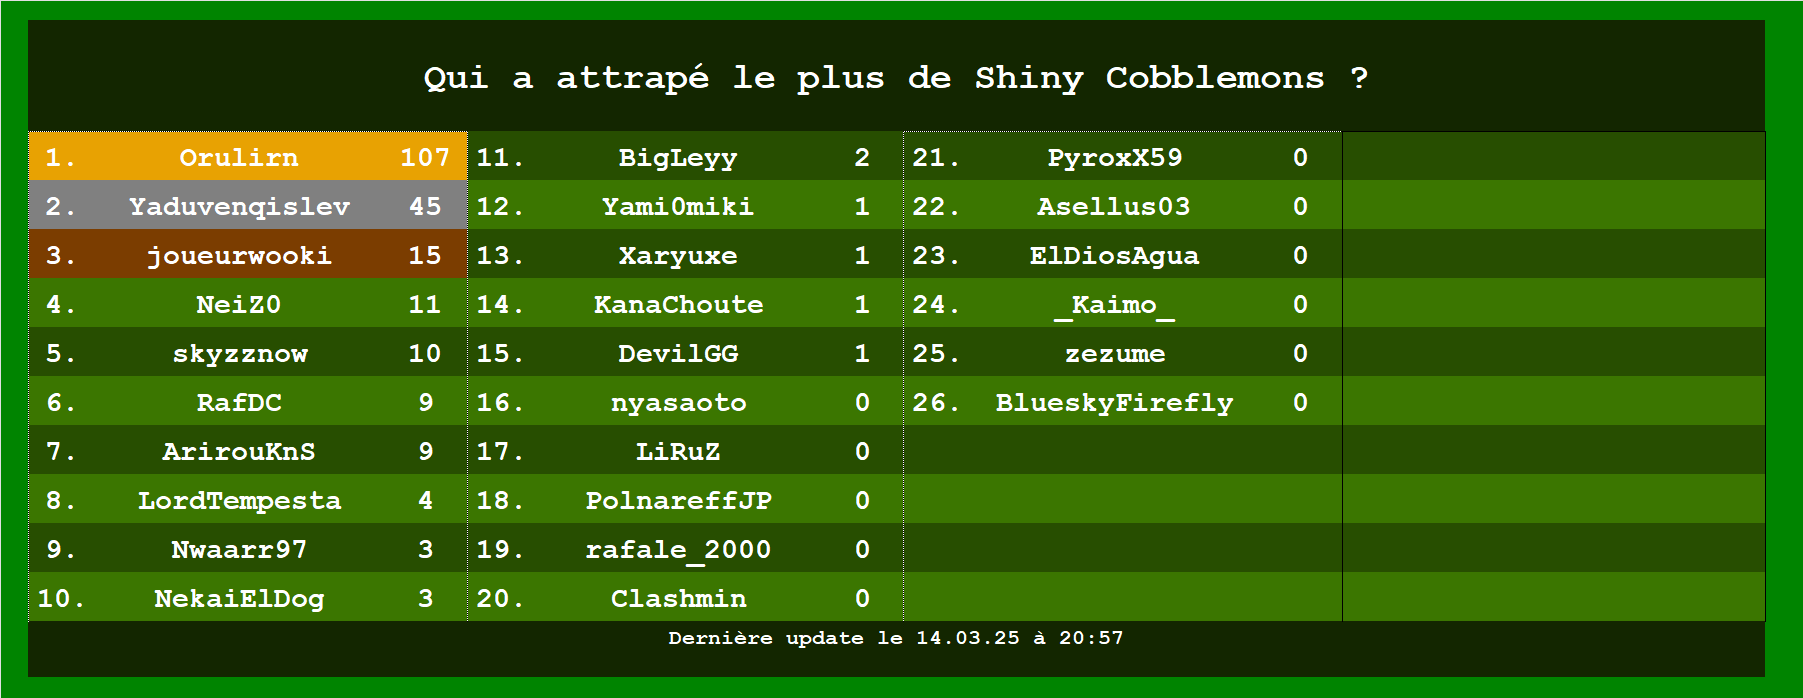 Qui a attrapé le plus de Shiny Cobblemons ?
1. Orulirn 107
2. Yaduvenqislev 45
3. joueurwooki 15
4. NeiZ0 11
5. skyzznow 10
6. RafDC 9
7. ArirouKnS 9
8. LordTempesta 4
9. Nwaarr97 3
10. NekaiElDog 3
11. BigLeyy 2
12. Yami0miki 1
13. Xaryuxe 1
14. KanaChoute 1
15. DevilGG 1
16. nyasaoto 0
17. LiRuZ 0
18. PolnareffJP 0
19. rafale_2000 0
20. Clashmin 0
21. PyroxX59 0
22. Asellus03 0
23. ElDiosAgua 0
24. _Kaimo_ 0
25. zezume 0
26. BlueskyFirefly 0
Dernière update le 14.03.25 à 20:57